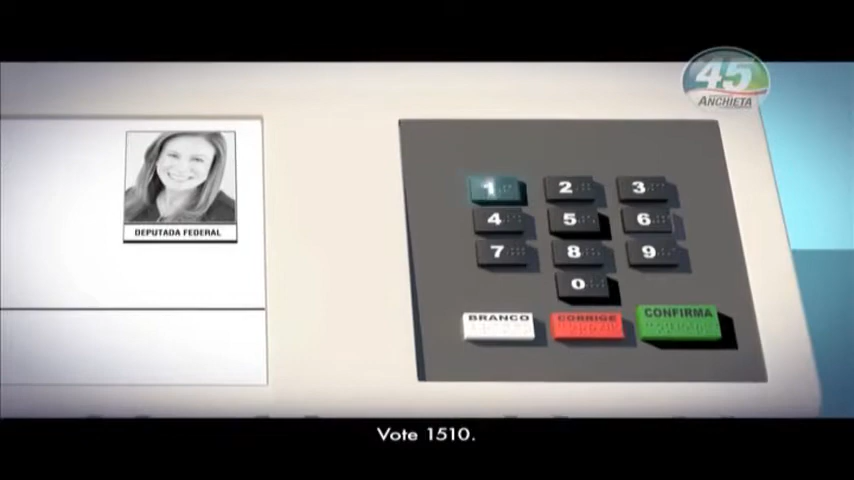 45
ANCHIETA
DEPUTADA FEDERAL
1 2 3
4 5 6
7 8 9
0
BRANCO CORRIGE CONFIRMA
Vote 1510.